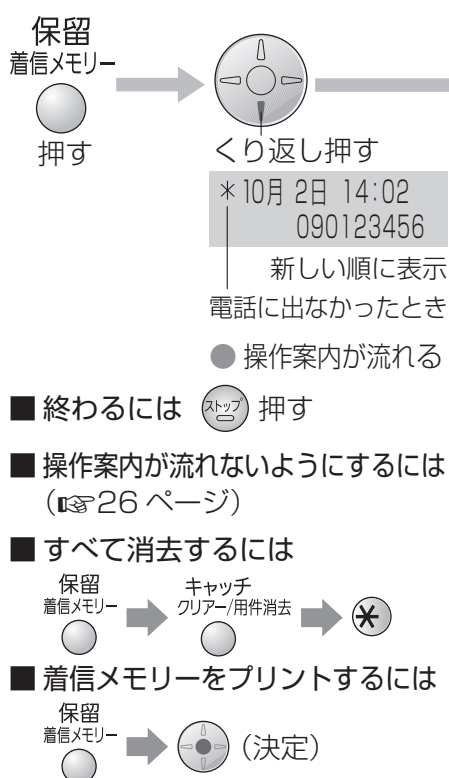 保留
着信メモリー
押す
くり返し押す
＊10月 2日 14:02
090123456
新しい順に表示
電話に出なかったとき
● 操作案内が流れる
■ 終わるには ストップ 押す
■ 操作案内が流れないようにするには
（☞26 ページ）
■ すべて消去するには
保留
着信メモリー
キャッチ
クリアー/用件消去
＊
■ 着信メモリーをプリントするには
保留
着信メモリー
（決定）